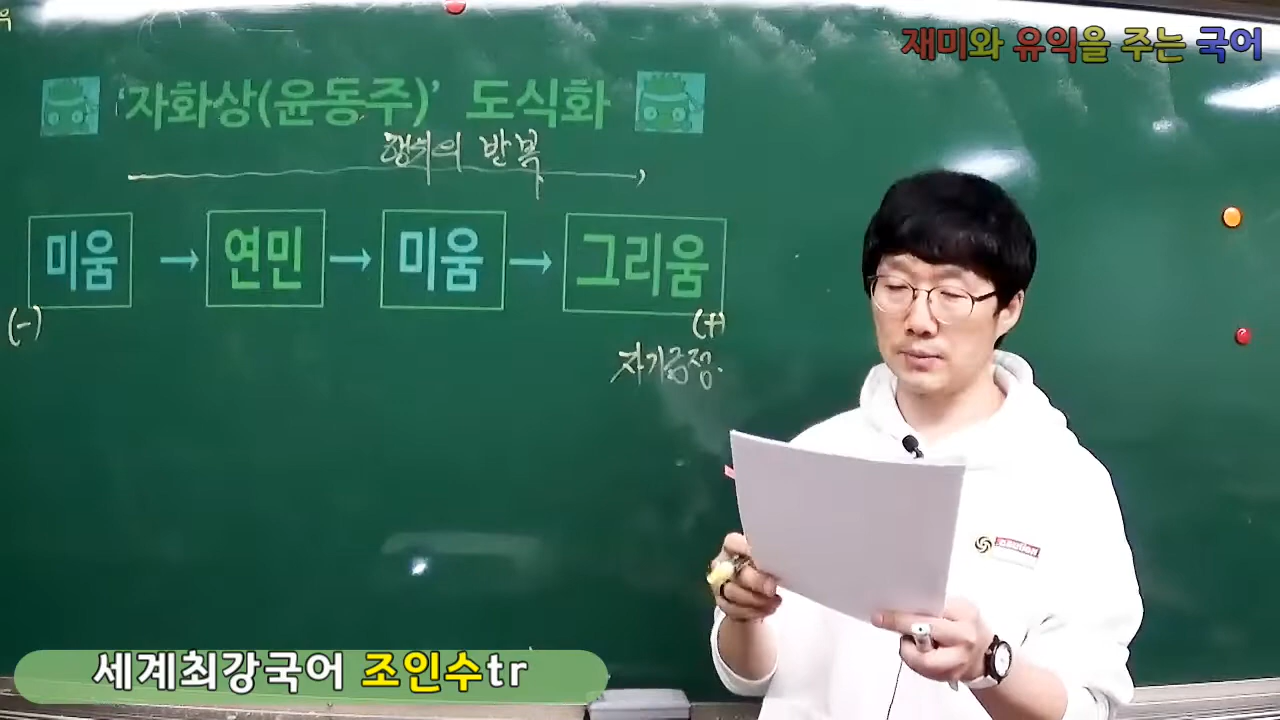 재미와 유익을 주는 국어
'자화상(윤동주)' 도식화
행위의 반복
미움 → 연민 → 미움 → 그리움
(-)
(+)
자기긍정.
세계최강국어 조인수tr